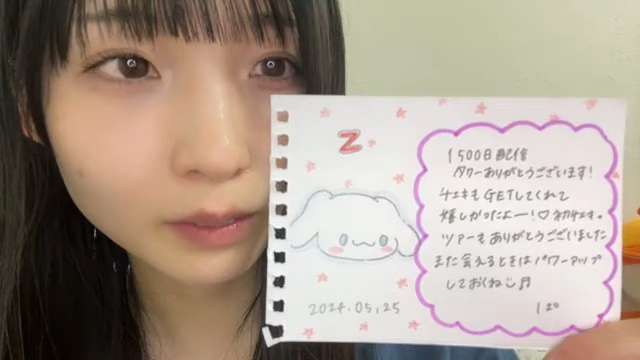 Z
1500日配信
タワーありがとうございます!
チェキもGETしてくれて
嬉しかったよー!♡初チェキ。
ツアーもありがとうございました
また会えるときはパワーアップ
しておくね
2024.05.25